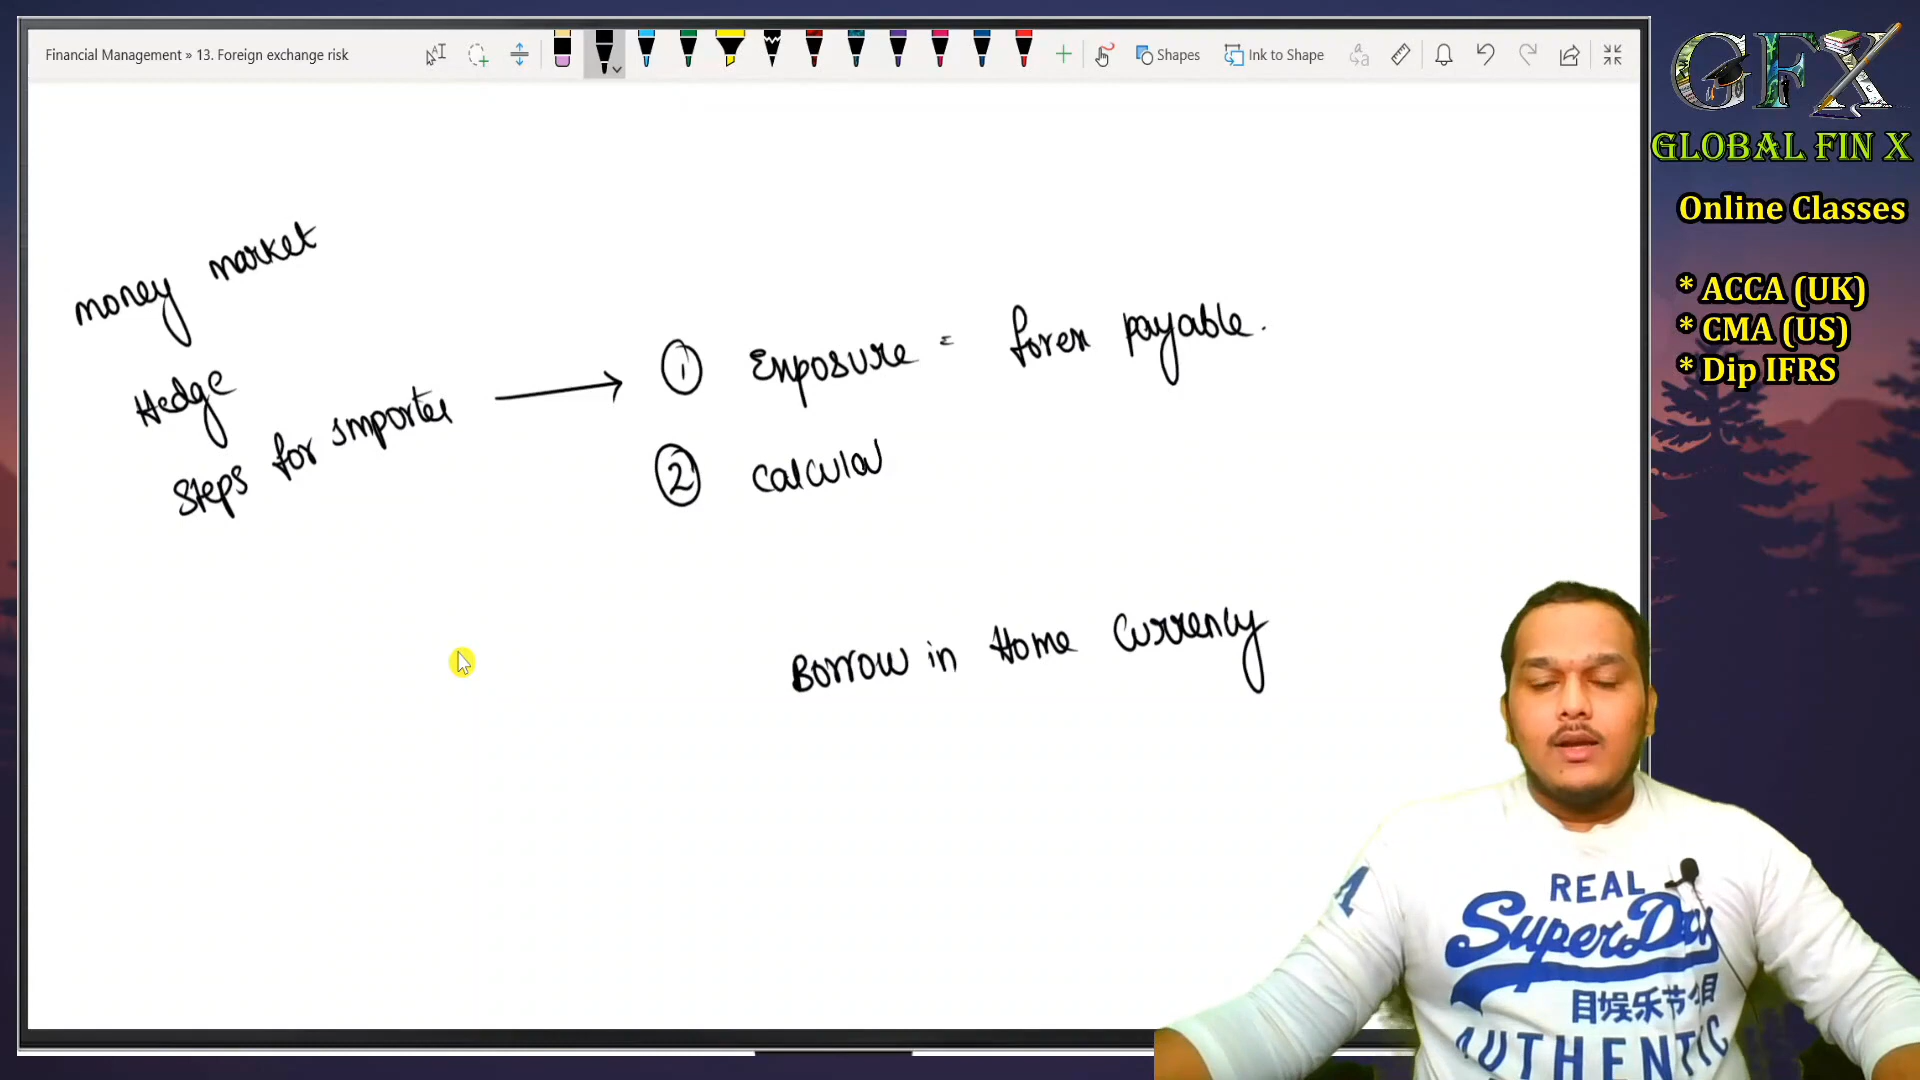 Financial Management » 13. Foreign exchange risk
Shapes
Ink to Shape
GFX
GLOBAL FIN X
Online Classes
* ACCA (UK)
* CMA (US)
* Dip IFRS
money market
Hedge
Steps for importer
① Exposure = forex payable.
② Calculat
Borrow in Home Currency
REAL
SuperDry
AUTHENTIC